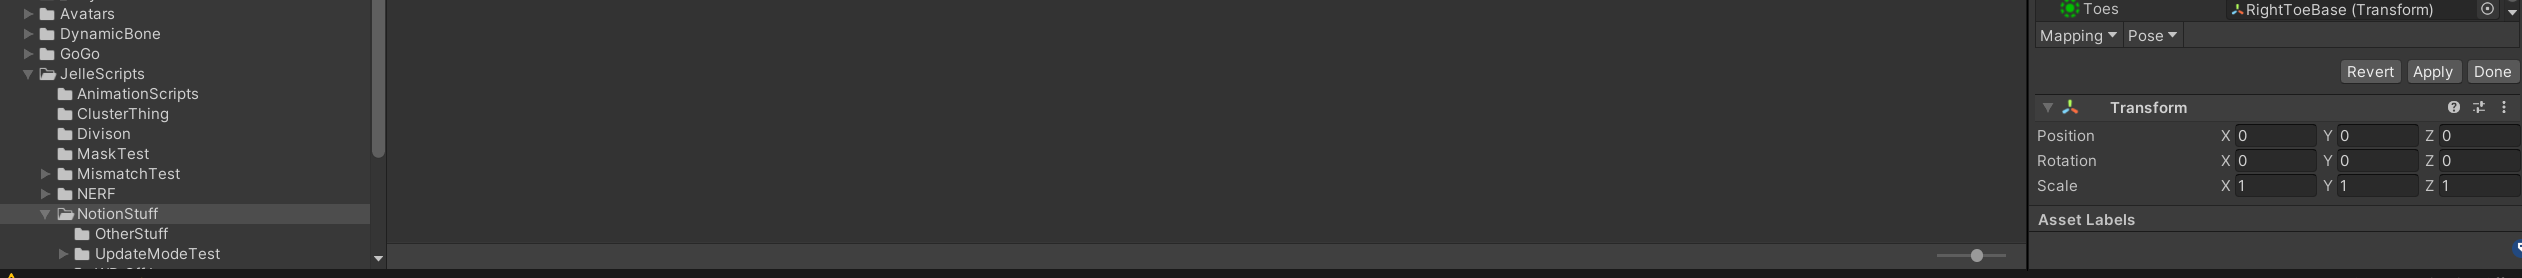 Avatars
DynamicBone
GoGo
JelleScripts
AnimationScripts
ClusterThing
Divison
MaskTest
MismatchTest
NERF
NotionStuff
OtherStuff
UpdateModeTest
Toes RightToeBase (Transform)
Mapping Pose
Revert Apply Done
Transform
Position X 0 Y 0 Z 0
Rotation X 0 Y 0 Z 0
Scale X 1 Y 1 Z 1
Asset Labels